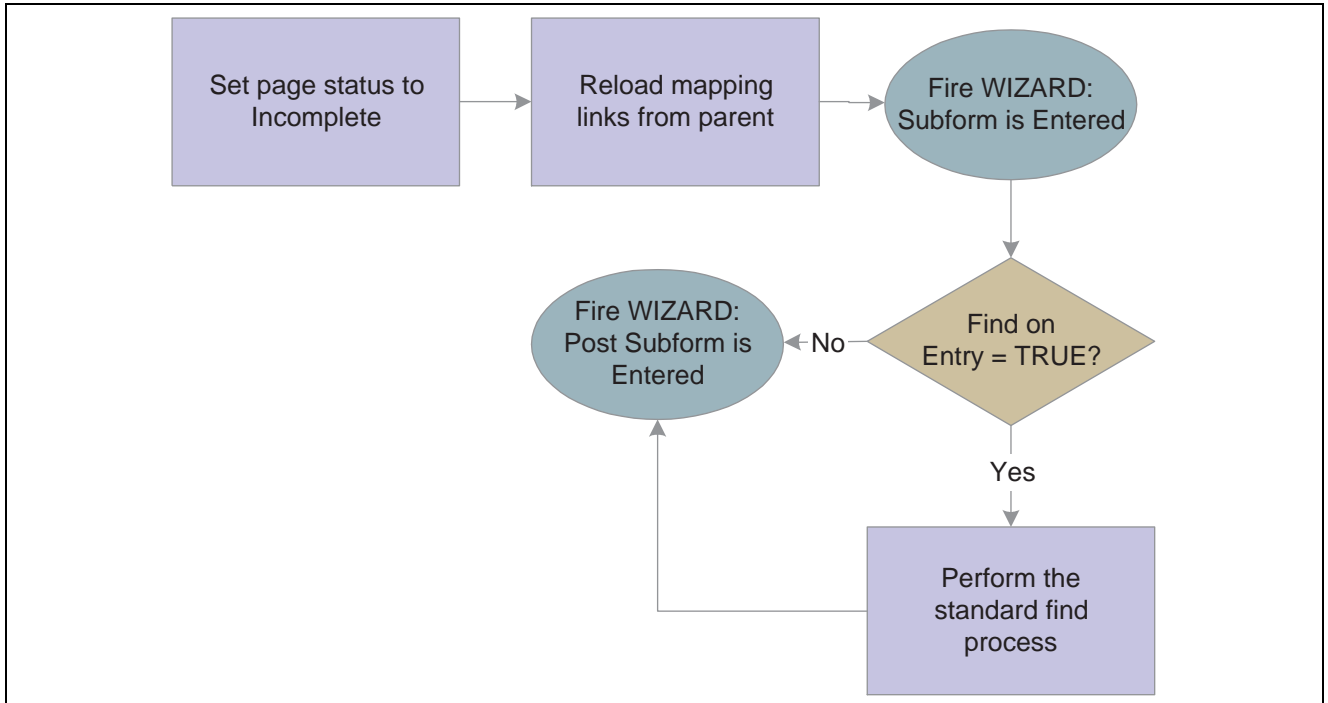 Set page status to
Incomplete
Reload mapping
links from parent
Fire WIZARD:
Subform is Entered
Find on
Entry = TRUE?
No
Fire WIZARD:
Post Subform is
Entered
Yes
Perform the
standard find
process